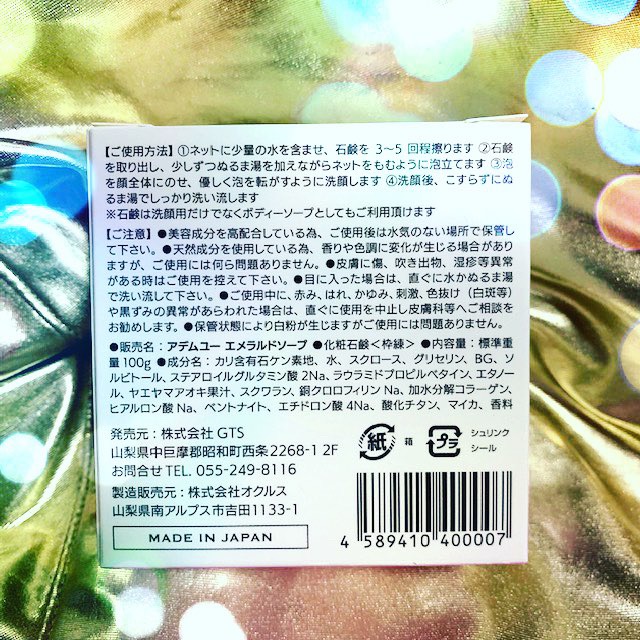 【ご使用方法】①ネットに少量の水を含ませ、石鹸を 3〜5 回程擦ります ②石鹸
を取り出し、少しずつぬるま湯を加えながらネットをもむように泡立てます ③泡
を顔全体にのせ、優しく泡を転がすように洗顔します ④洗顔後、こすらずにぬ
るま湯でしっかり洗い流します
※石鹸は洗顔用だけでなくボディーソープとしてもご利用頂けます
【ご注意】●美容成分を高配合している為、ご使用後は水気のない場所で保管し
て下さい。●天然成分を使用している為、香りや色調に変化が生じる場合があり
ますが、ご使用には何ら問題ありません。●皮膚に傷、吹き出物、湿疹等異常
がある時はご使用を控えて下さい。●目に入った場合は、直ぐに水かぬるま湯
で洗い流して下さい。●ご使用中に、赤み、はれ、かゆみ、刺激、色抜け（白斑等）
や黒ずみの異常があらわれた場合は、直ぐに使用を中止し皮膚科等へご相談を
お勧めします。●保管状態により白粉が生じますがご使用には問題ありません。
●販売名：アデムユー エメラルドソープ ●化粧石鹸＜枠練＞ ●内容量：標準重
量 100g ●成分名：カリ含有石ケン素地、水、スクロース、グリセリン、BG、ソ
ルビトール、ステアロイルグルタミン酸 2Na、ラウラミドプロピルベタイン、エタノー
ル、ヤエヤマアオキ果汁、スクワラン、銅クロロフィリン Na、加水分解コラーゲン、
ヒアルロン酸 Na、ベントナイト、エチドロン酸 4Na、酸化チタン、マイカ、香料
発売元：株式会社 GTS
山梨県中巨摩郡昭和町西条 2268-1 2F
お問合せ TEL. 055-249-8116
紙 箱 プラ シュリンク
シール
製造販売元：株式会社オクルス
山梨県南アルプス市吉田1133-1
MADE IN JAPAN
4 589410 400007